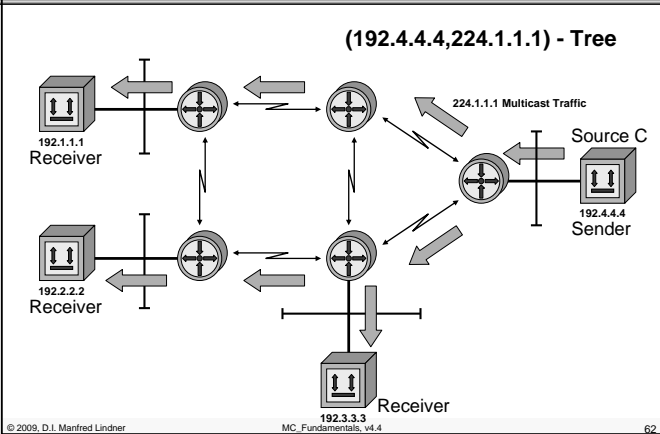 (192.4.4.4,224.1.1.1) - Tree
224.1.1.1 Multicast Traffic
192.1.1.1
Receiver
Source C
192.4.4.4
Sender
192.2.2.2
Receiver
192.3.3.3
Receiver
© 2009, D.I. Manfred Lindner
MC_Fundamentals, v4.4
62